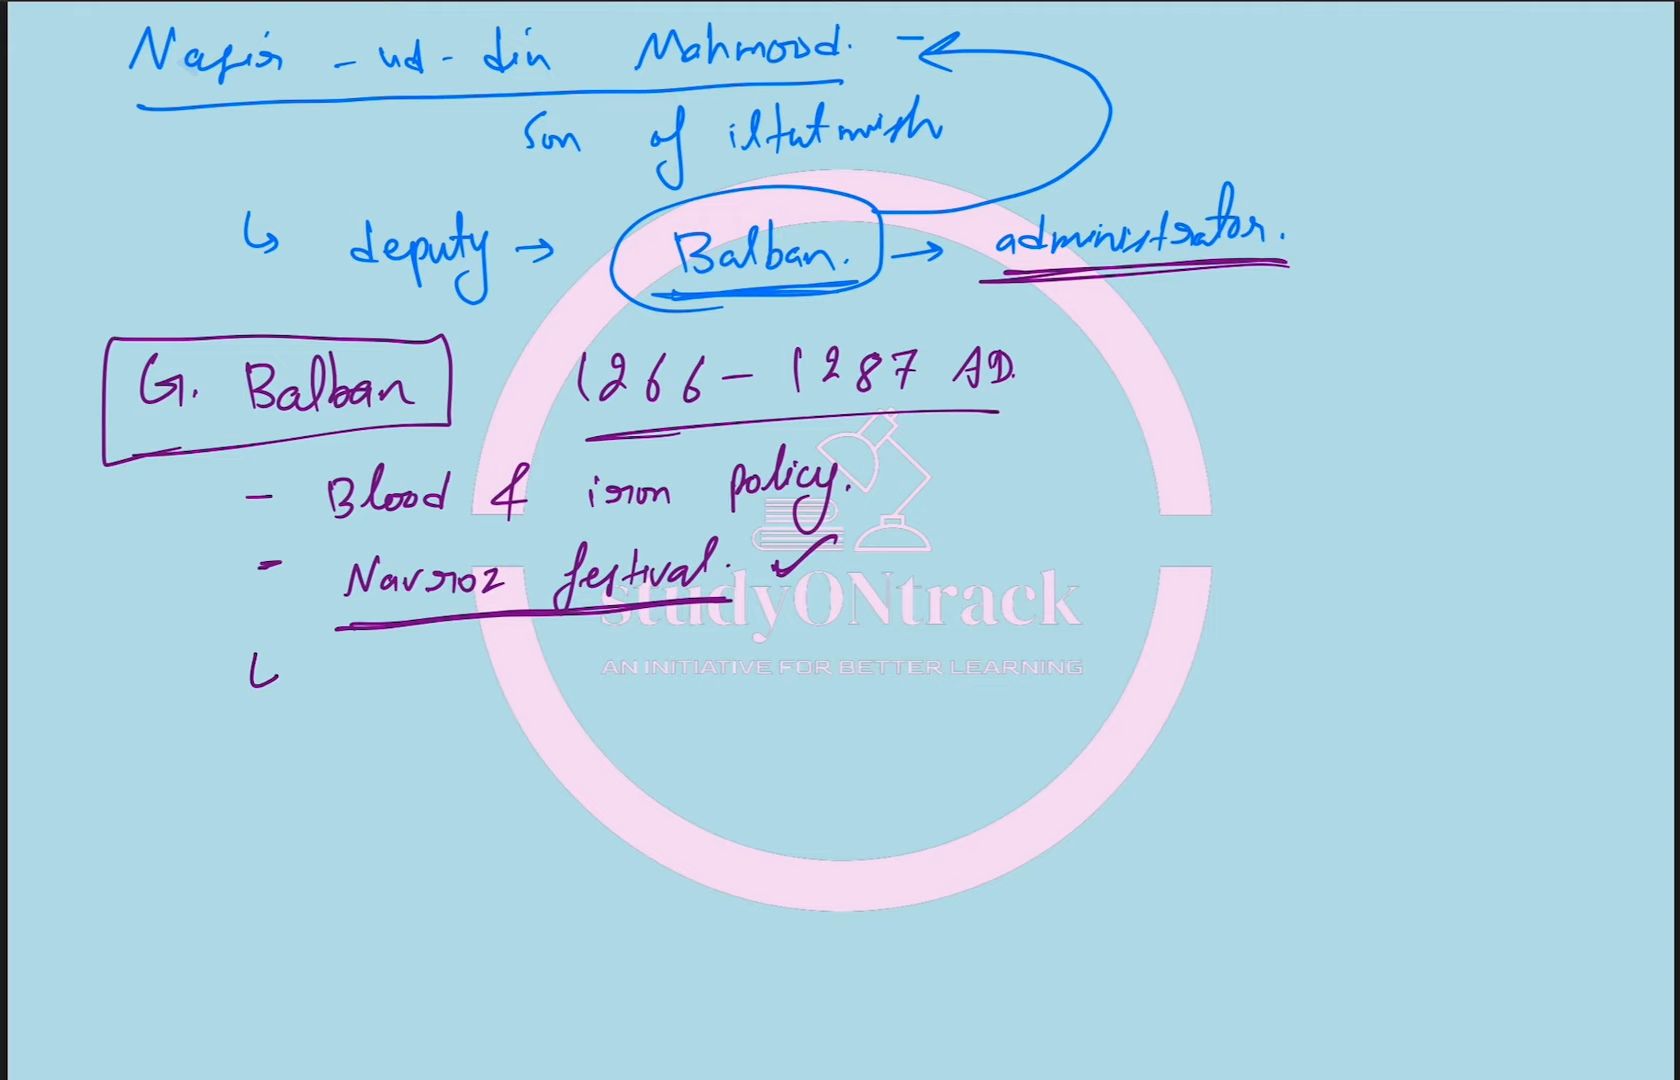 Nasir - ud - din Mahmood. -
Son of iltutmish
↳ deputy → Balban. → administrator.
G. Balban 1266 - 1287 AD.
- Blood & iron policy.
- Navroz festival. ✓
studyONtrack
AN INITIATIVE FOR BETTER LEARNING